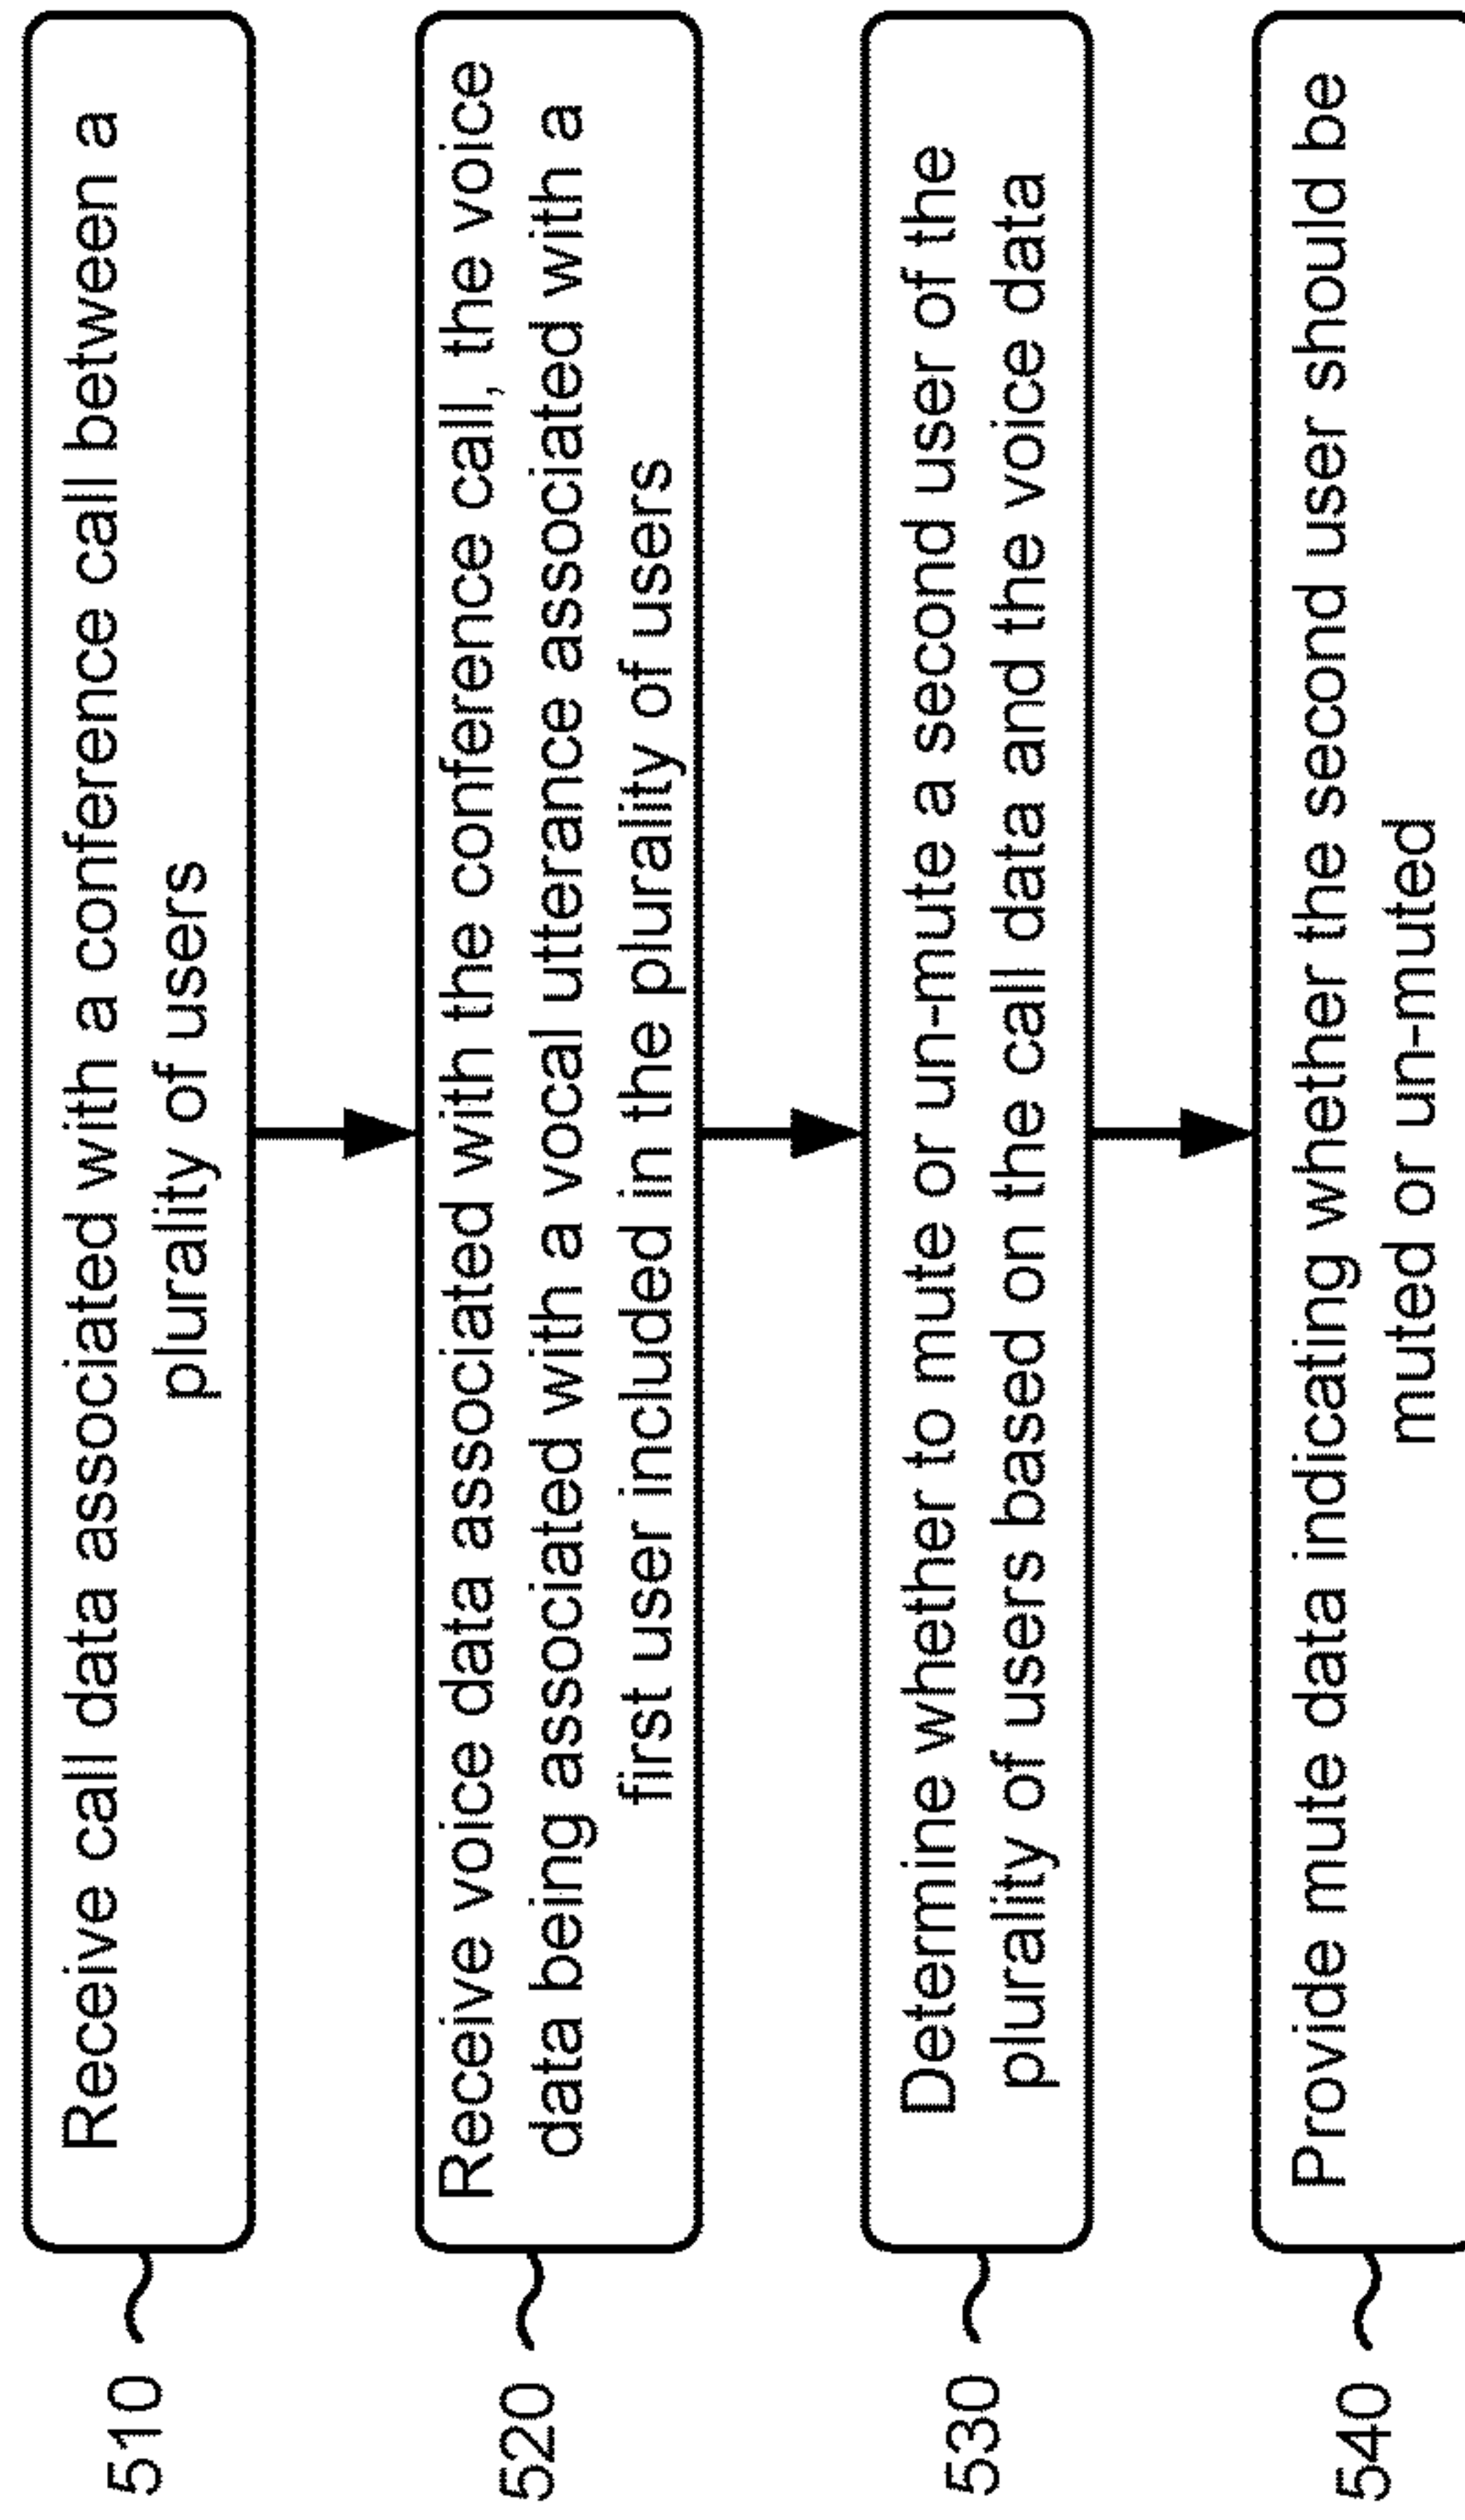 510
Receive call data associated with a conference call between a
plurality of users
520
Receive voice data associated with the conference call, the voice
data being associated with a vocal utterance associated with a
first user included in the plurality of users
530
Determine whether to mute or un-mute a second user of the
plurality of users based on the call data and the voice data
540
Provide mute data indicating whether the second user should be
muted or un-muted